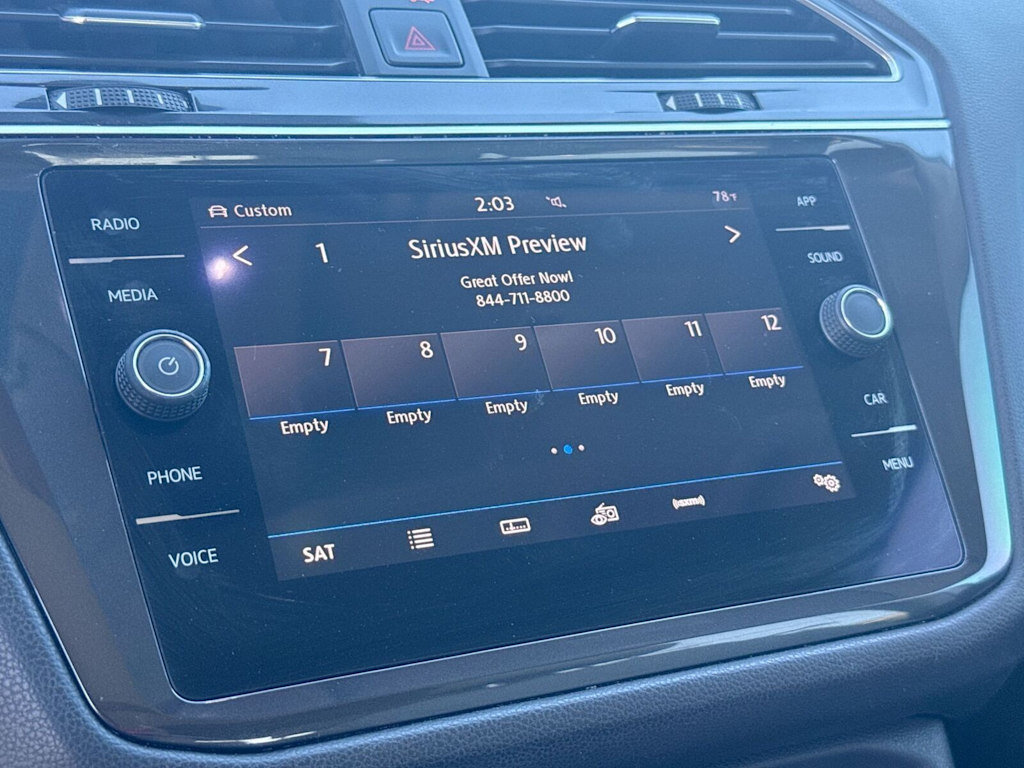 RADIO
MEDIA
PHONE
VOICE
Custom
2:03
78°F
1
SiriusXM Preview
Great Offer Now!
844-711-8800
7
8
9
10
11
12
Empty
Empty
Empty
Empty
Empty
Empty
SAT
((SXM))
APP
SOUND
CAR
MENU